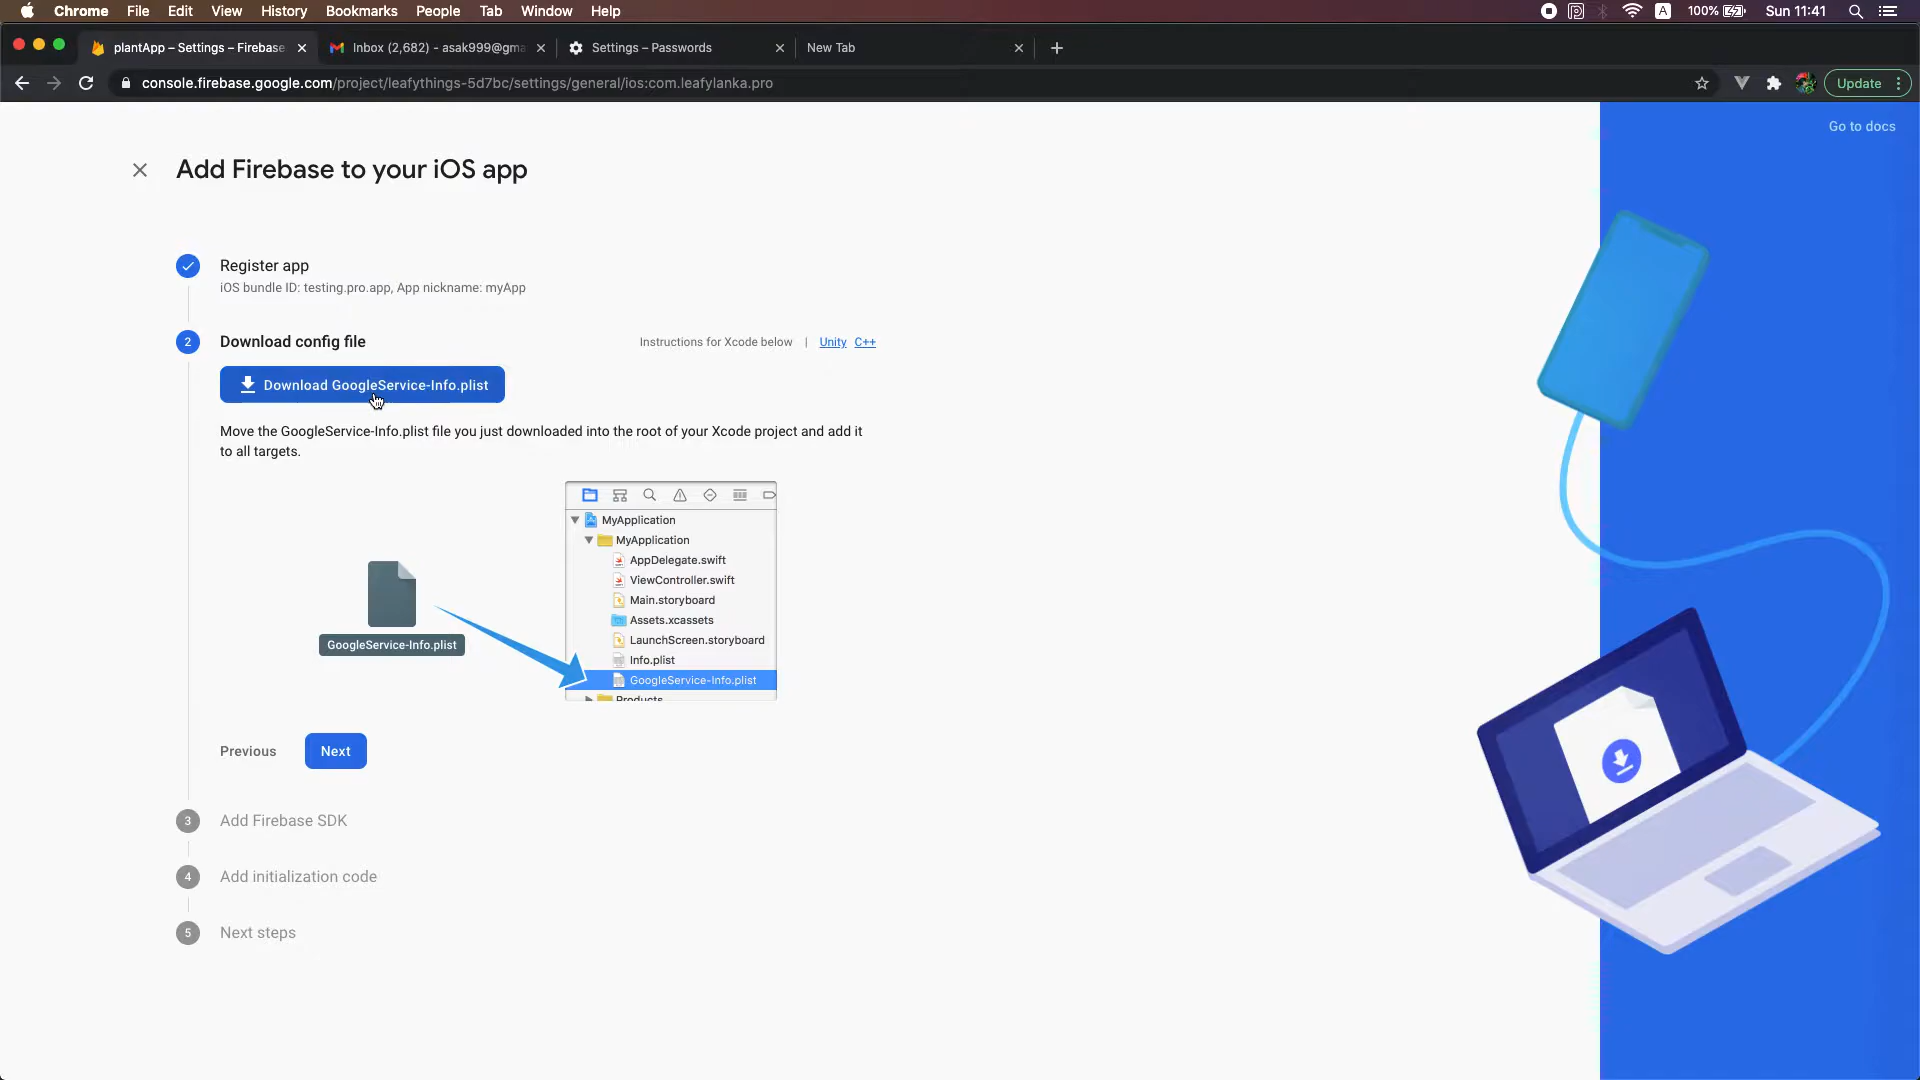 Chrome File Edit View History Bookmarks People Tab Window Help
A 100% Sun 11:41
plantApp – Settings – Firebase
Inbox (2,682) - asak999@gma
Settings – Passwords
New Tab
console.firebase.google.com/project/leafythings-5d7bc/settings/general/ios:com.leafylanka.pro
Update
Go to docs
Add Firebase to your iOS app
Register app
iOS bundle ID: testing.pro.app, App nickname: myApp
2 Download config file
Instructions for Xcode below | Unity C++
Download GoogleService-Info.plist
Move the GoogleService-Info.plist file you just downloaded into the root of your Xcode project and add it
to all targets.
MyApplication
MyApplication
AppDelegate.swift
ViewController.swift
Main.storyboard
Assets.xcassets
LaunchScreen.storyboard
Info.plist
GoogleService-Info.plist
Products
GoogleService-Info.plist
Previous Next
3 Add Firebase SDK
4 Add initialization code
5 Next steps